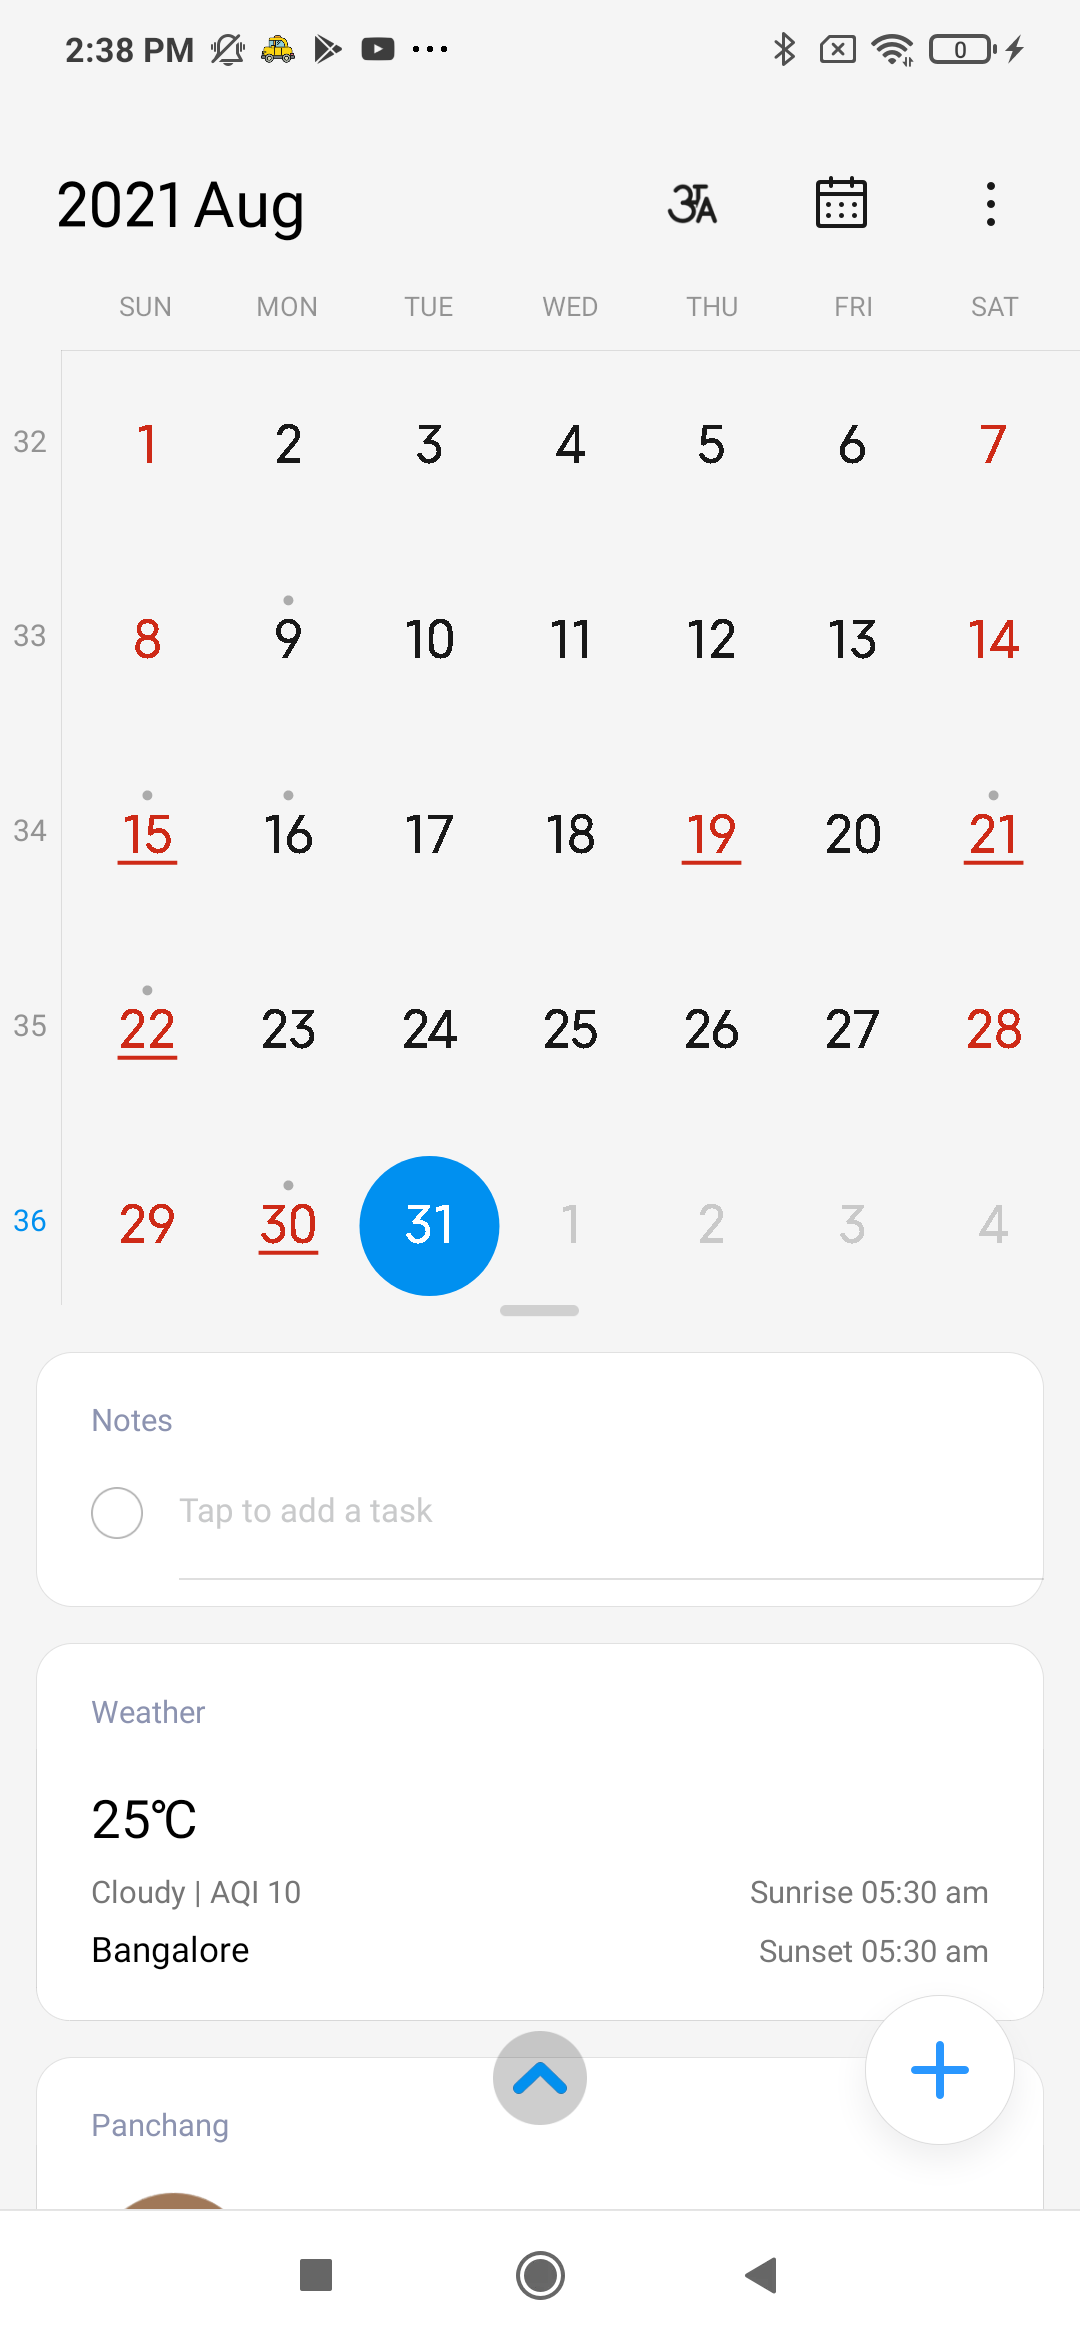 2:38 PM 0
2021 Aug अTA
SUN MON TUE WED THU FRI SAT
32 1 2 3 4 5 6 7
33 8 9 10 11 12 13 14
34 15 16 17 18 19 20 21
35 22 23 24 25 26 27 28
36 29 30 31 1 2 3 4
Notes
Tap to add a task
Weather
25℃
Cloudy | AQI 10 Sunrise 05:30 am
Bangalore Sunset 05:30 am
Panchang